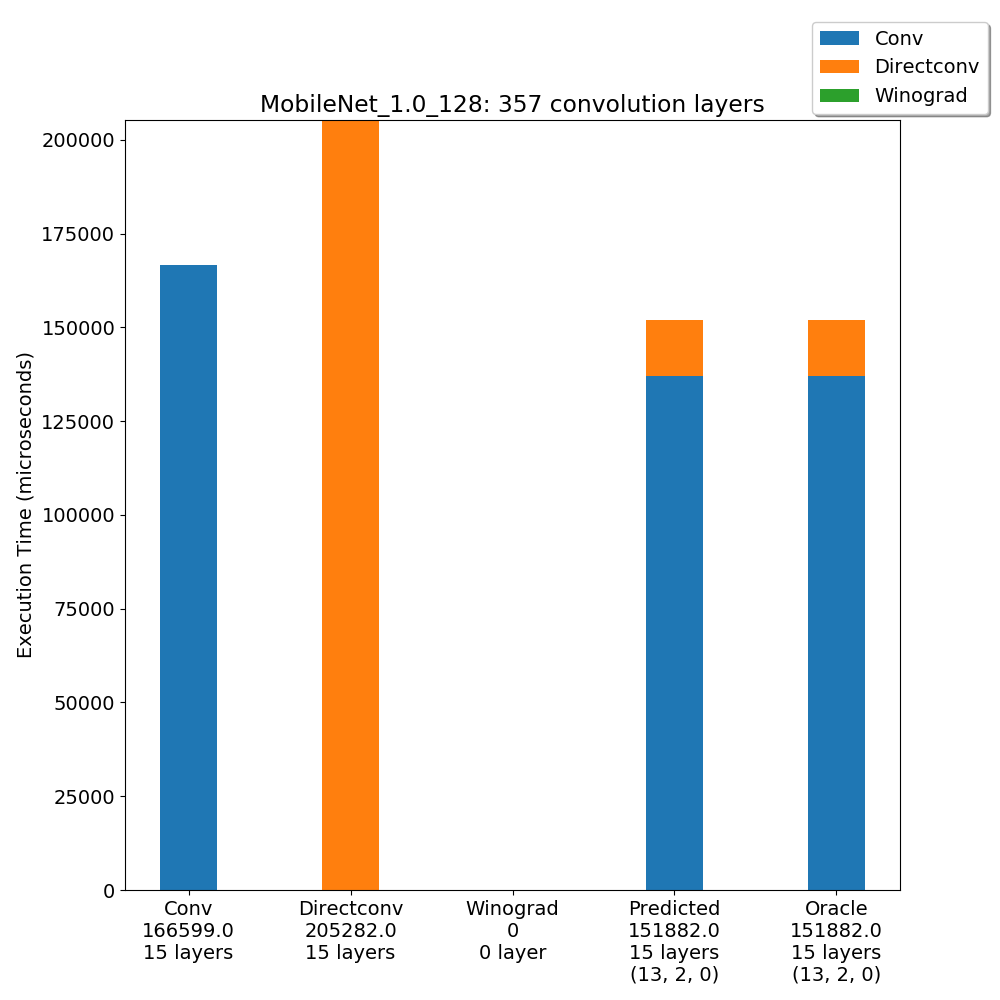 Conv
Directconv
Winograd
MobileNet_1.0_128: 357 convolution layers
Execution Time (microseconds)
200000
175000
150000
125000
100000
75000
50000
25000
0
Conv
166599.0
15 layers
Directconv
205282.0
15 layers
Winograd
0
0 layer
Predicted
151882.0
15 layers
(13, 2, 0)
Oracle
151882.0
15 layers
(13, 2, 0)